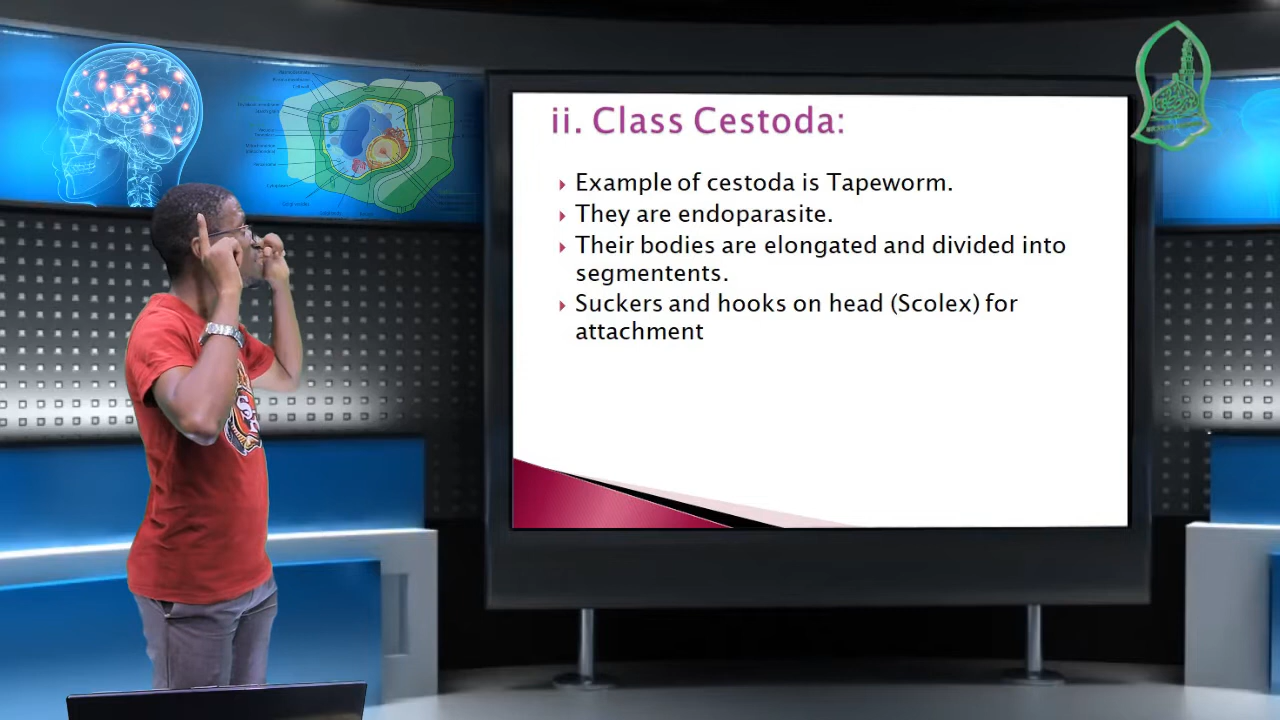 ii. Class Cestoda:
Example of cestoda is Tapeworm.
They are endoparasite.
Their bodies are elongated and divided into
segmentents.
Suckers and hooks on head (Scolex) for
attachment